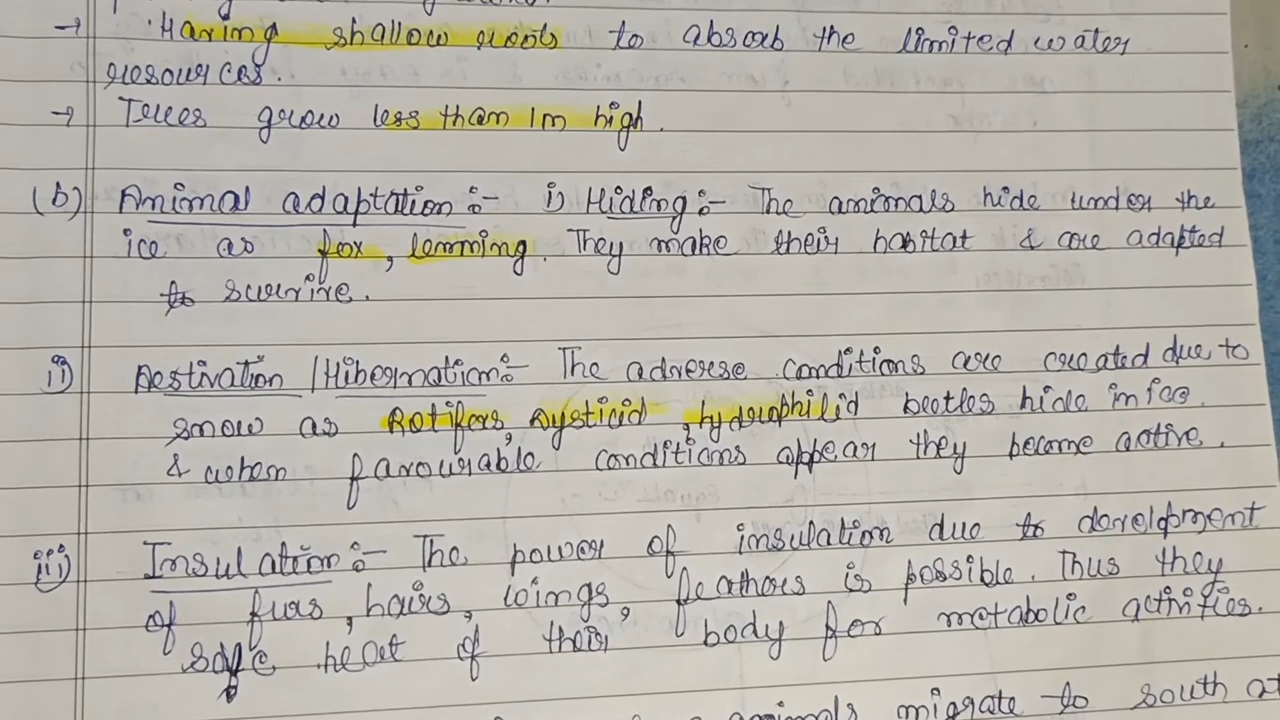 → Having shallow roots to absorb the limited water
resources.
→ Trees grow less than 1m high.
(b) Animal adaptation:- i) Hiding:- The animals hide under the
ice as fox, lemming. They make their habitat & are adapted
to survive.
ii) Aestivation/Hibernation:- The adverse conditions are created due to
snow as Rotifers, Dysticid, hydrophilid beetles hide in ice
& when favourable conditions appear they become active.
iii) Insulation:- The power of insulation due to development
of furs, hairs, wings, feathers is possible. Thus they
save heat of their body for metabolic activities.
animals migrate to south at